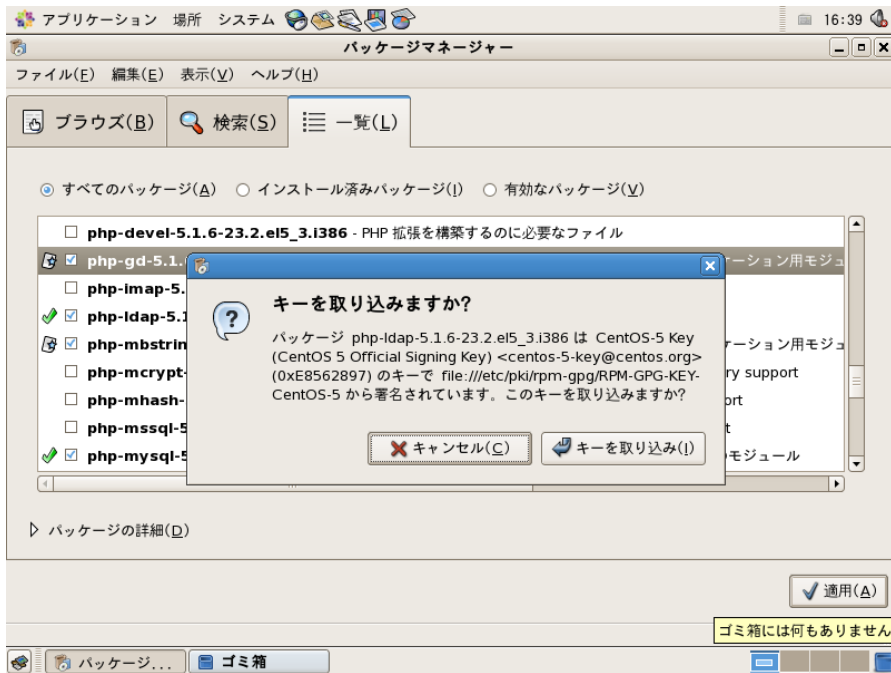 アプリケーション 場所 システム 16:39
パッケージマネージャー
ファイル(F) 編集(E) 表示(V) ヘルプ(H)
ブラウズ(B) 検索(S) 一覧(L)
すべてのパッケージ(A) インストール済みパッケージ(I) 有効なパッケージ(V)
php-devel-5.1.6-23.2.el5_3.i386 - PHP 拡張を構築するのに必要なファイル
php-gd-5.1. ーション用モジュ
php-imap-5.
php-ldap-5.1
php-mbstrin ケーション用モジュ
php-mcrypt- ry support
php-mhash- ort
php-mssql-5 t
php-mysql-5 モジュール
キーを取り込みますか?
パッケージ php-ldap-5.1.6-23.2.el5_3.i386 は CentOS-5 Key
(CentOS 5 Official Signing Key) <centos-5-key@centos.org>
(0xE8562897) のキーで file:///etc/pki/rpm-gpg/RPM-GPG-KEY-
CentOS-5 から署名されています。このキーを取り込みますか?
キャンセル(C) キーを取り込み(I)
パッケージの詳細(D)
適用(A)
ゴミ箱には何もありません
パッケージ... ゴミ箱